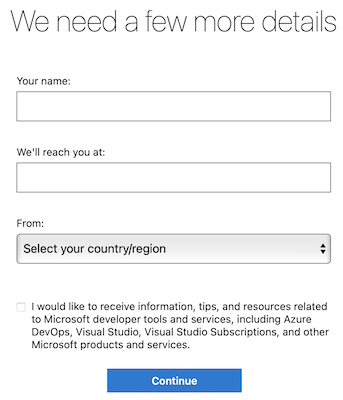 We need a few more details
Your name:
We'll reach you at:
From:
Select your country/region
I would like to receive information, tips, and resources related
to Microsoft developer tools and services, including Azure
DevOps, Visual Studio, Visual Studio Subscriptions, and other
Microsoft products and services.
Continue